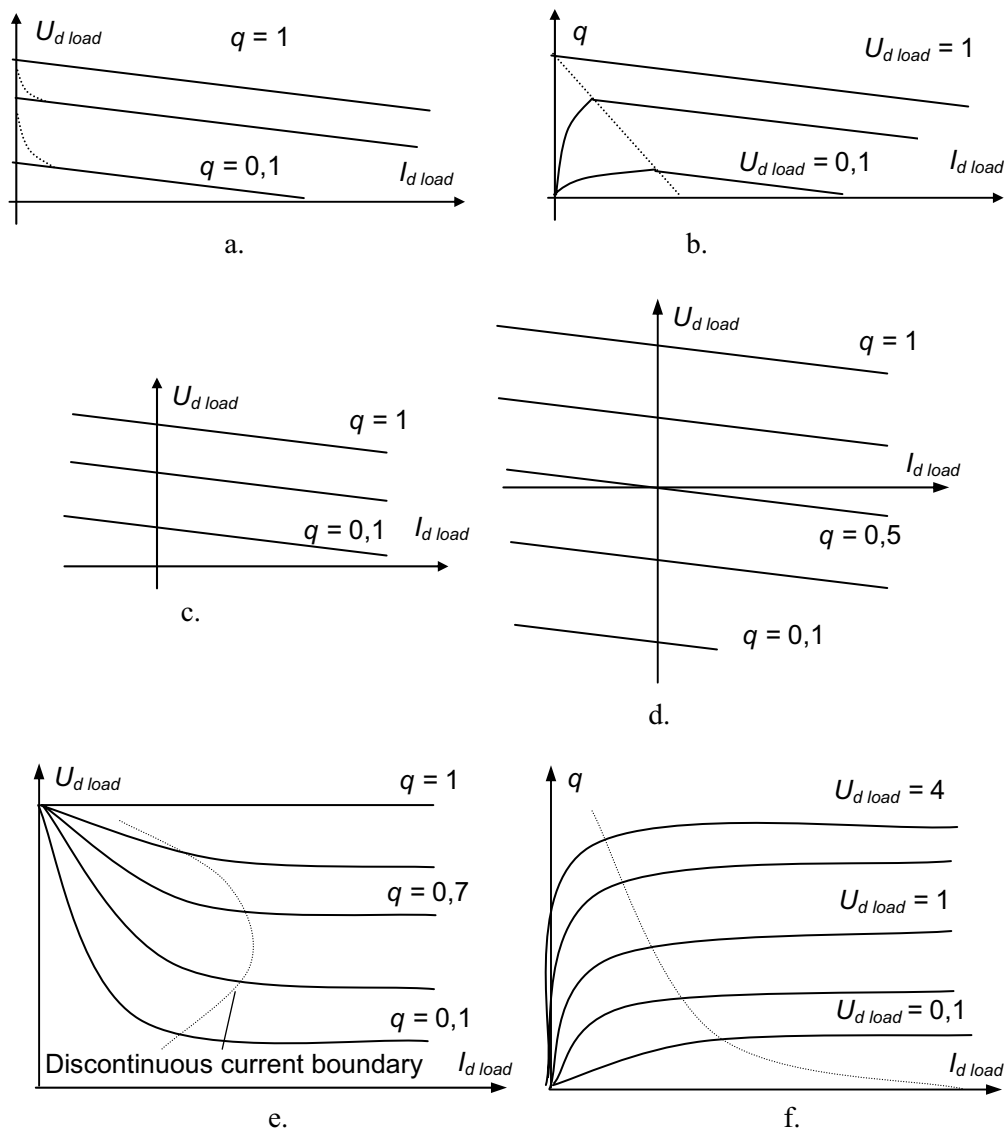 U_d load
q = 1
q = 0,1
I_d load
a.
q
U_d load = 1
U_d load = 0,1
I_d load
b.
U_d load
q = 1
q = 0,1
I_d load
c.
U_d load
q = 1
I_d load
q = 0,5
q = 0,1
d.
U_d load
q = 1
q = 0,7
q = 0,1
Discontinuous current boundary
I_d load
e.
q
U_d load = 4
U_d load = 1
U_d load = 0,1
I_d load
f.